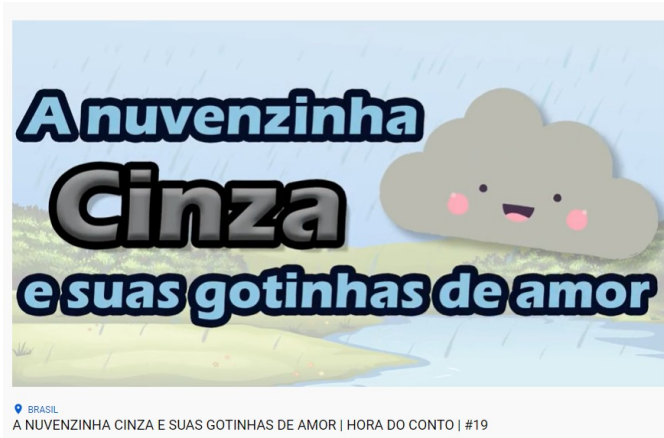 A nuvenzinha
Cinza
e suas gotinhas de amor
BRASIL
A NUVENZINHA CINZA E SUAS GOTINHAS DE AMOR | HORA DO CONTO | #19